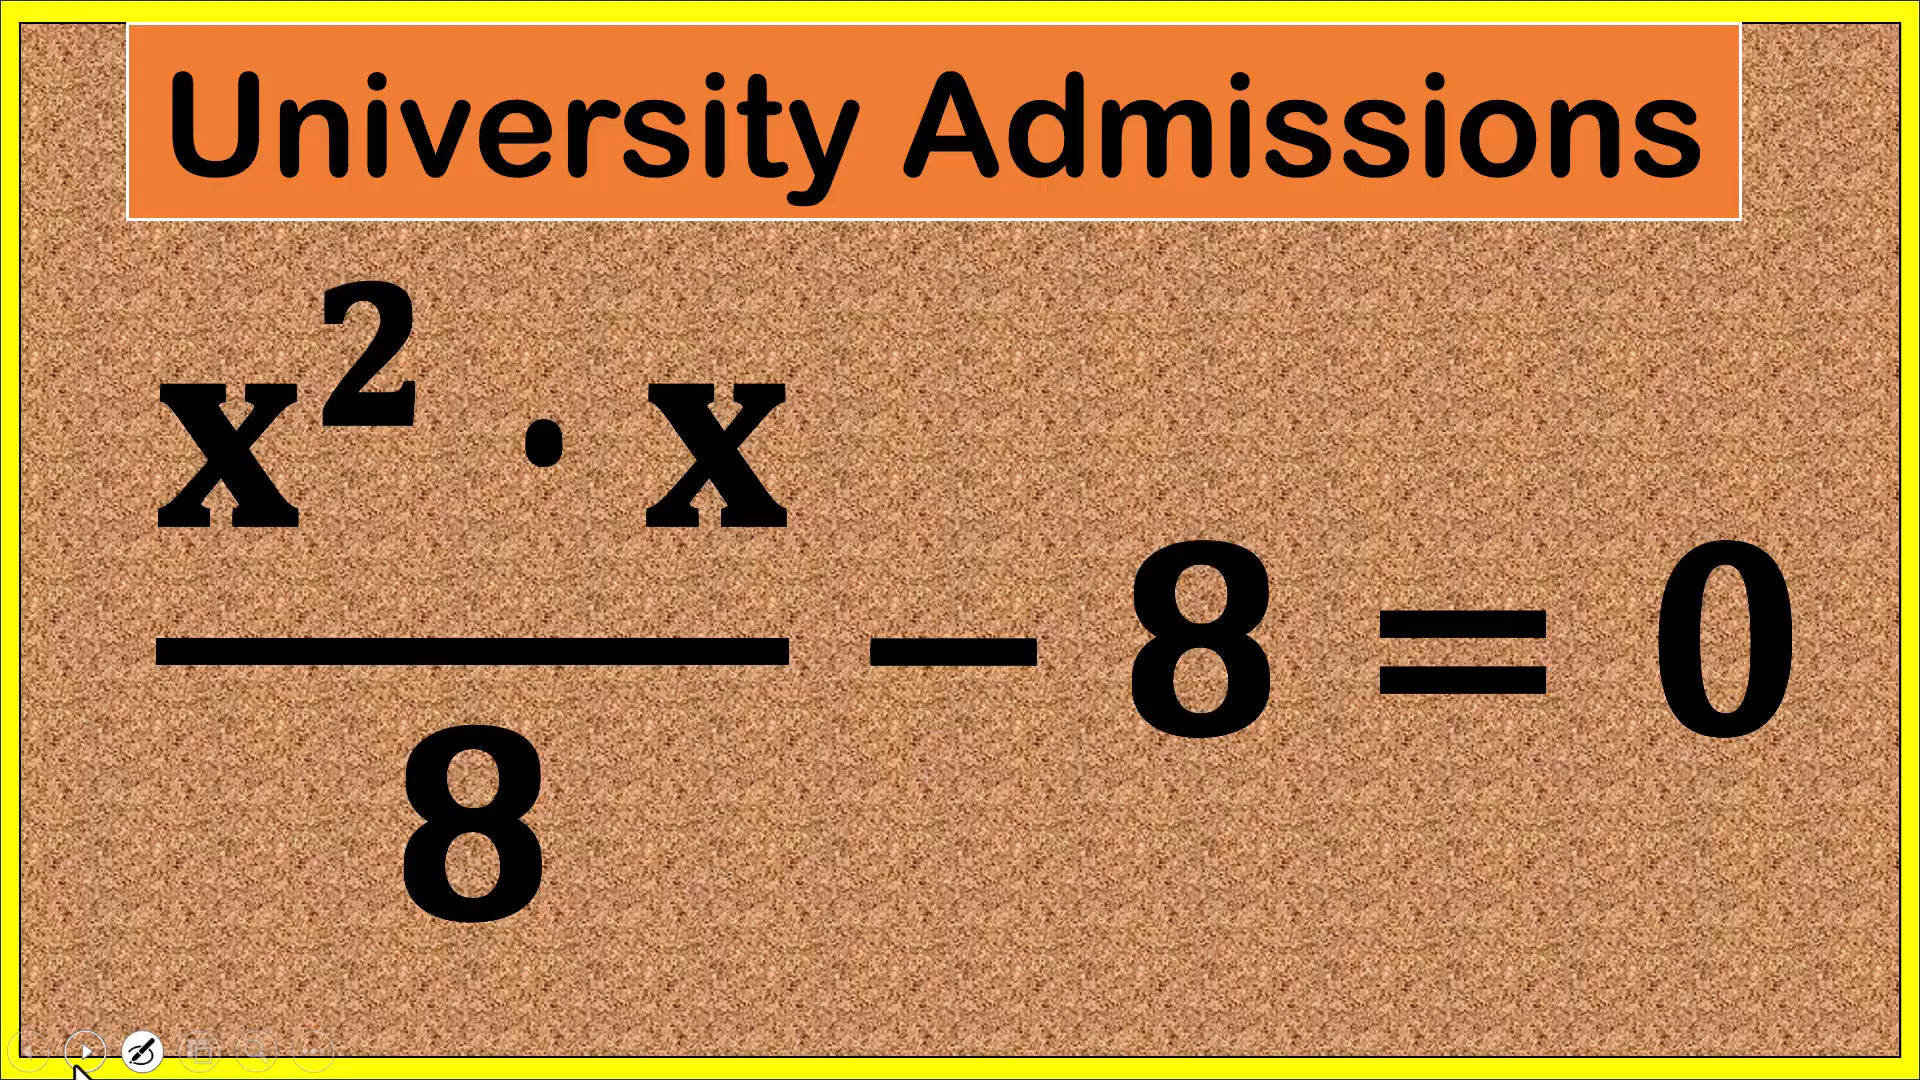 University Admissions
x² · x
― − 8 = 0
8